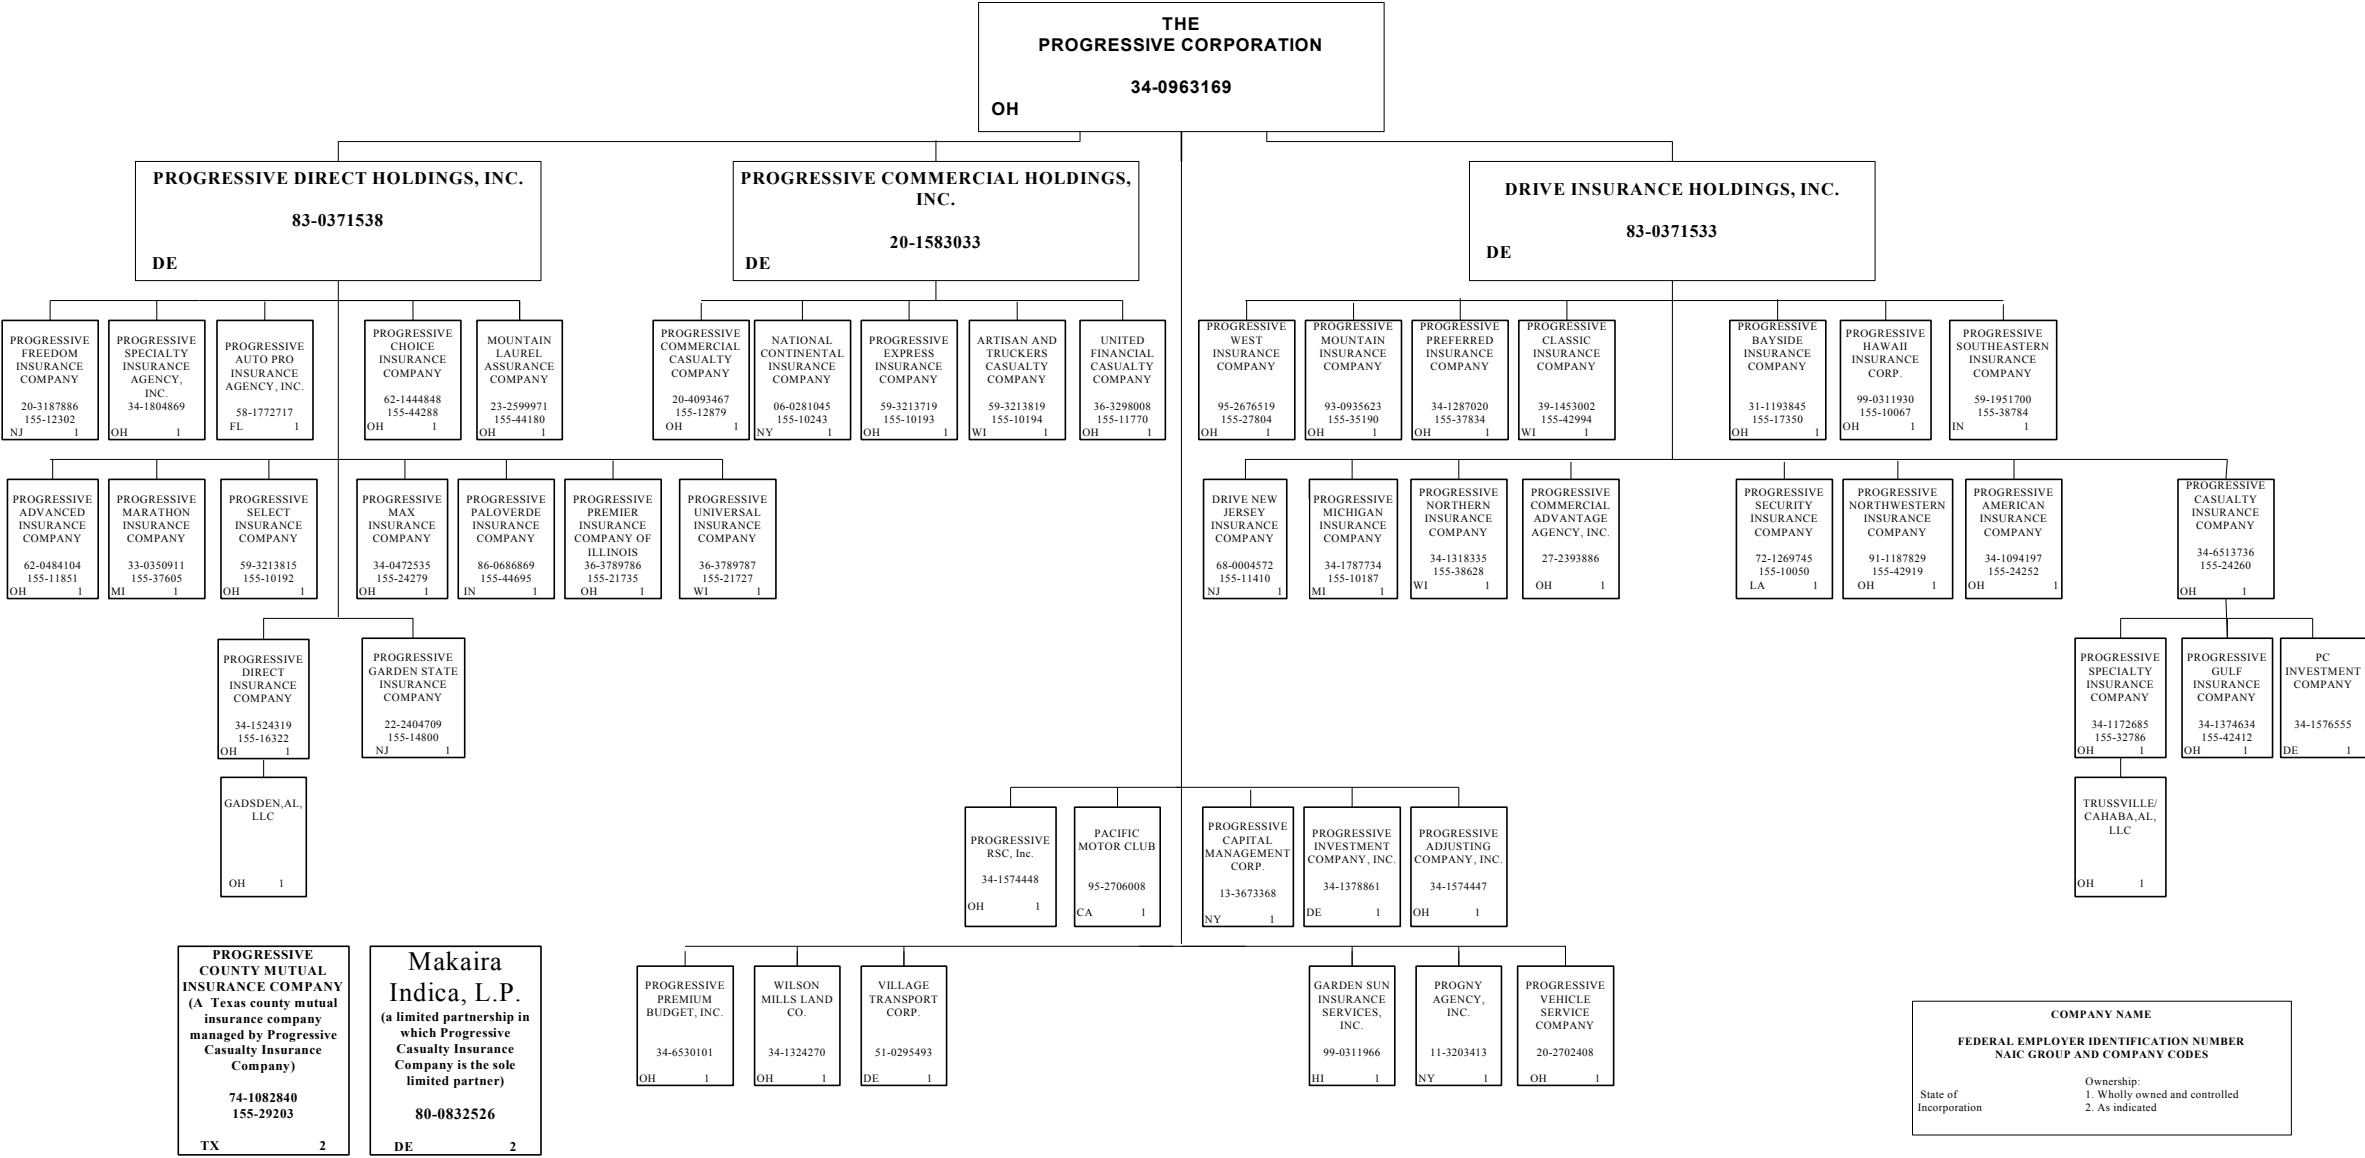 THE
PROGRESSIVE CORPORATION
34-0963169
OH
PROGRESSIVE DIRECT HOLDINGS, INC.
83-0371538
DE
PROGRESSIVE COMMERCIAL HOLDINGS,
INC.
20-1583033
DE
DRIVE INSURANCE HOLDINGS, INC.
83-0371533
DE
PROGRESSIVE
FREEDOM
INSURANCE
COMPANY
20-3187886
155-12302
NJ 1
PROGRESSIVE
SPECIALTY
INSURANCE
AGENCY,
INC.
34-1804869
OH 1
PROGRESSIVE
AUTO PRO
INSURANCE
AGENCY, INC.
58-1772717
FL 1
PROGRESSIVE
CHOICE
INSURANCE
COMPANY
62-1444848
155-44288
OH 1
MOUNTAIN
LAUREL
ASSURANCE
COMPANY
23-2599971
155-44180
OH 1
PROGRESSIVE
COMMERCIAL
CASUALTY
COMPANY
20-4093467
155-12879
OH 1
NATIONAL
CONTINENTAL
INSURANCE
COMPANY
06-0281045
155-10243
NY 1
PROGRESSIVE
EXPRESS
INSURANCE
COMPANY
59-3213719
155-10193
OH 1
ARTISAN AND
TRUCKERS
CASUALTY
COMPANY
59-3213819
155-10194
WI 1
UNITED
FINANCIAL
CASUALTY
COMPANY
36-3298008
155-11770
OH 1
PROGRESSIVE
WEST
INSURANCE
COMPANY
95-2676519
155-27804
OH 1
PROGRESSIVE
MOUNTAIN
INSURANCE
COMPANY
93-0935623
155-35190
OH 1
PROGRESSIVE
PREFERRED
INSURANCE
COMPANY
34-1287020
155-37834
OH 1
PROGRESSIVE
CLASSIC
INSURANCE
COMPANY
39-1453002
155-42994
WI 1
PROGRESSIVE
BAYSIDE
INSURANCE
COMPANY
31-1193845
155-17350
OH 1
PROGRESSIVE
HAWAII
INSURANCE
CORP.
99-0311930
155-10067
OH 1
PROGRESSIVE
SOUTHEASTERN
INSURANCE
COMPANY
59-1951700
155-38784
IN 1
PROGRESSIVE
ADVANCED
INSURANCE
COMPANY
62-0484104
155-11851
OH 1
PROGRESSIVE
MARATHON
INSURANCE
COMPANY
33-0350911
155-37605
MI 1
PROGRESSIVE
SELECT
INSURANCE
COMPANY
59-3213815
155-10192
OH 1
PROGRESSIVE
MAX
INSURANCE
COMPANY
34-0472535
155-24279
OH 1
PROGRESSIVE
PALOVERDE
INSURANCE
COMPANY
86-0686869
155-44695
IN 1
PROGRESSIVE
PREMIER
INSURANCE
COMPANY OF
ILLINOIS
36-3789786
155-21735
OH 1
PROGRESSIVE
UNIVERSAL
INSURANCE
COMPANY
36-3789787
155-21727
WI 1
DRIVE NEW
JERSEY
INSURANCE
COMPANY
68-0004572
155-11410
NJ 1
PROGRESSIVE
MICHIGAN
INSURANCE
COMPANY
34-1787734
155-10187
MI 1
PROGRESSIVE
NORTHERN
INSURANCE
COMPANY
34-1318335
155-38628
WI 1
PROGRESSIVE
COMMERCIAL
ADVANTAGE
AGENCY, INC.
27-2393886
OH 1
PROGRESSIVE
SECURITY
INSURANCE
COMPANY
72-1269745
155-10050
LA 1
PROGRESSIVE
NORTHWESTERN
INSURANCE
COMPANY
91-1187829
155-42919
OH 1
PROGRESSIVE
AMERICAN
INSURANCE
COMPANY
34-1094197
155-24252
OH 1
PROGRESSIVE
CASUALTY
INSURANCE
COMPANY
34-6513736
155-24260
OH 1
PROGRESSIVE
DIRECT
INSURANCE
COMPANY
34-1524319
155-16322
OH 1
PROGRESSIVE
GARDEN STATE
INSURANCE
COMPANY
22-2404709
155-14800
NJ 1
PROGRESSIVE
SPECIALTY
INSURANCE
COMPANY
34-1172685
155-32786
OH 1
PROGRESSIVE
GULF
INSURANCE
COMPANY
34-1374634
155-42412
OH 1
PC
INVESTMENT
COMPANY
34-1576555
DE 1
GADSDEN,AL,
LLC
OH 1
PROGRESSIVE
RSC, Inc.
34-1574448
OH 1
PACIFIC
MOTOR CLUB
95-2706008
CA 1
PROGRESSIVE
CAPITAL
MANAGEMENT
CORP.
13-3673368
NY 1
PROGRESSIVE
INVESTMENT
COMPANY, INC.
34-1378861
DE 1
PROGRESSIVE
ADJUSTING
COMPANY, INC.
34-1574447
OH 1
TRUSSVILLE/
CAHABA,AL,
LLC
OH 1
PROGRESSIVE
COUNTY MUTUAL
INSURANCE COMPANY
(A Texas county mutual
insurance company
managed by Progressive
Casualty Insurance
Company)
74-1082840
155-29203
TX 2
Makaira
Indica, L.P.
(a limited partnership in
which Progressive
Casualty Insurance
Company is the sole
limited partner)
80-0832526
DE 2
PROGRESSIVE
PREMIUM
BUDGET, INC.
34-6530101
OH 1
WILSON
MILLS LAND
CO.
34-1324270
OH 1
VILLAGE
TRANSPORT
CORP.
51-0295493
DE 1
GARDEN SUN
INSURANCE
SERVICES,
INC.
99-0311966
HI 1
PROGNY
AGENCY,
INC.
11-3203413
NY 1
PROGRESSIVE
VEHICLE
SERVICE
COMPANY
20-2702408
OH 1
COMPANY NAME
FEDERAL EMPLOYER IDENTIFICATION NUMBER
NAIC GROUP AND COMPANY CODES
Ownership:
State of 1. Wholly owned and controlled
Incorporation 2. As indicated